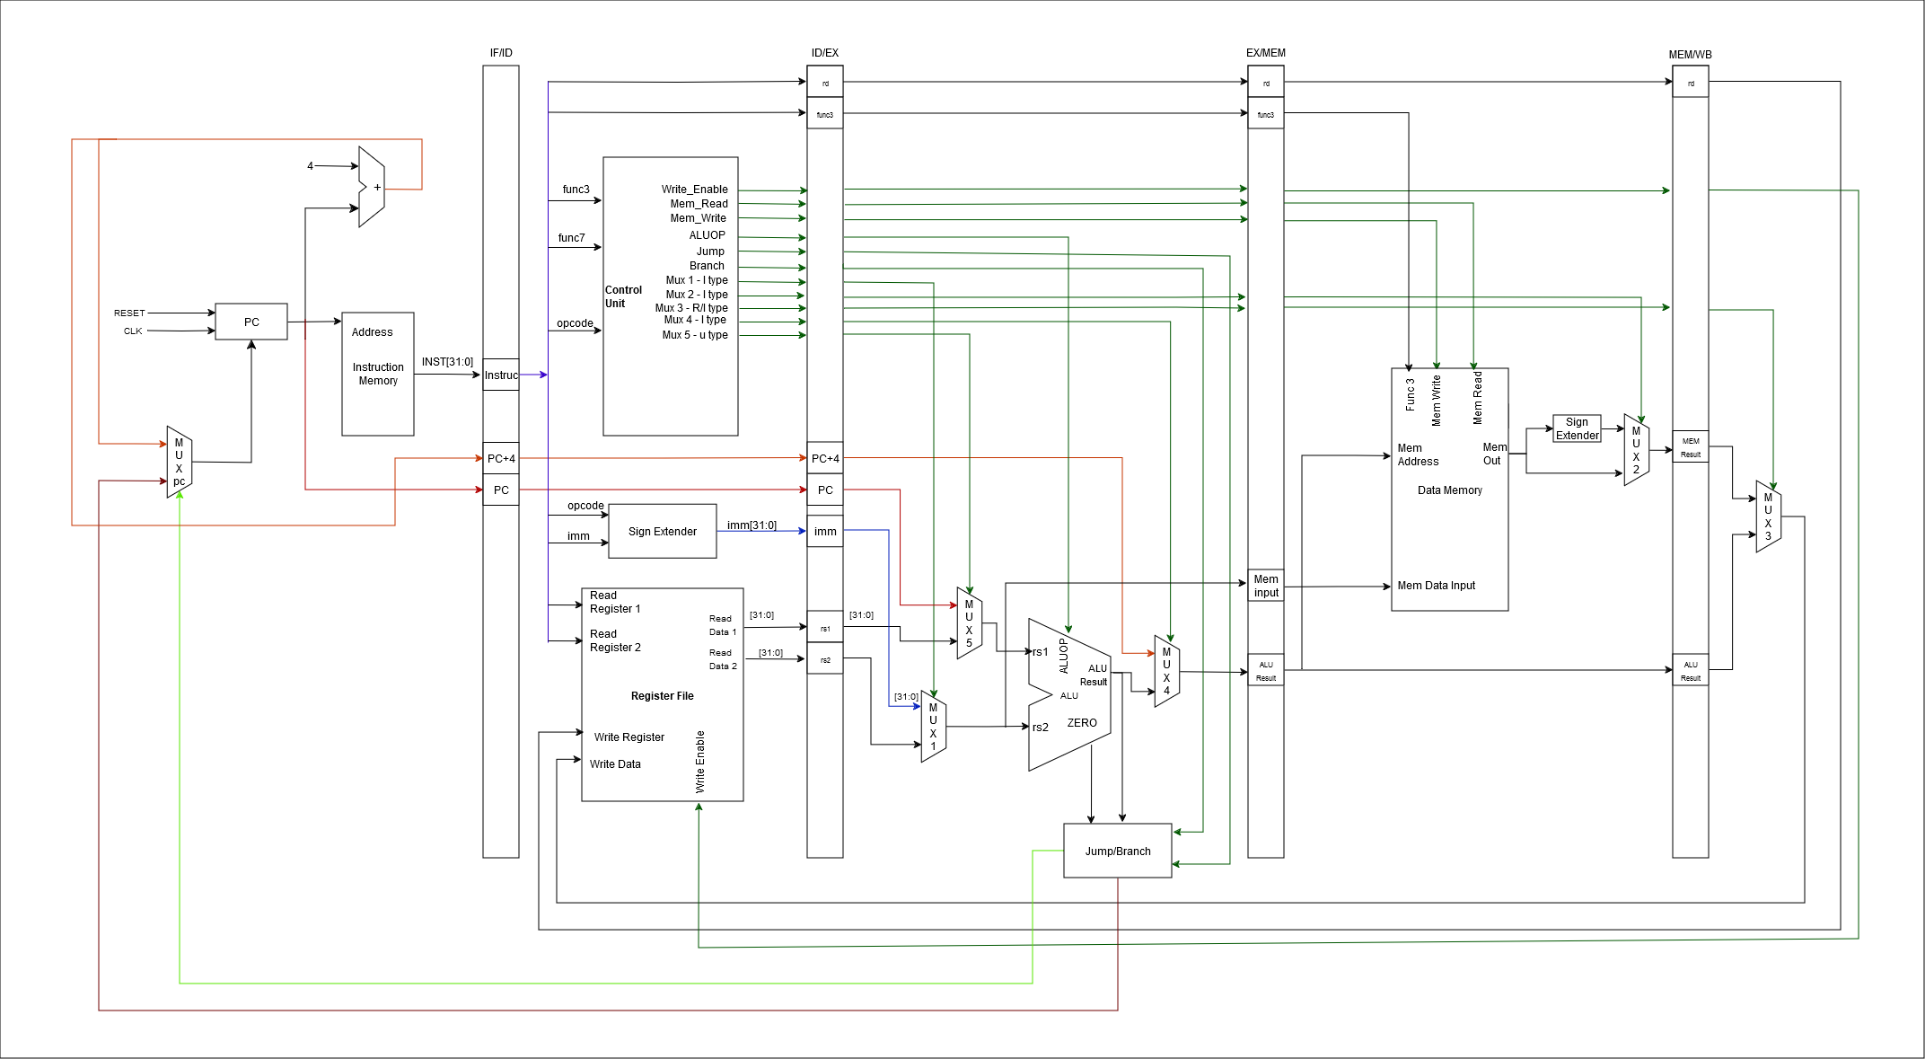 IF/ID
ID/EX
EX/MEM
MEM/WB
rd
rd
rd
func3
func3
4
+
RESET
CLK
PC
Address
Instruction
Memory
INST[31:0]
Instruc
PC+4
PC
M
U
X
pc
func3
func7
opcode
Control
Unit
Write_Enable
Mem_Read
Mem_Write
ALUOP
Jump
Branch
Mux 1 - I type
Mux 2 - I type
Mux 3 - R/I type
Mux 4 - I type
Mux 5 - u type
opcode
imm
Sign Extender
imm[31:0]
PC+4
PC
imm
Read
Register 1
Read
Register 2
Read
Data 1
Read
Data 2
[31:0]
[31:0]
Register File
Write Register
Write Data
Write Enable
rs1
rs2
[31:0]
[31:0]
M
U
X
5
M
U
X
1
rs1
rs2
ALUOP
ALU
Result
ALU
ZERO
M
U
X
4
Jump/Branch
Mem
input
ALU
Result
Func 3
Mem Write
Mem Read
Mem
Address
Mem
Out
Data Memory
Mem Data Input
Sign
Extender
M
U
X
2
MEM
Result
ALU
Result
M
U
X
3